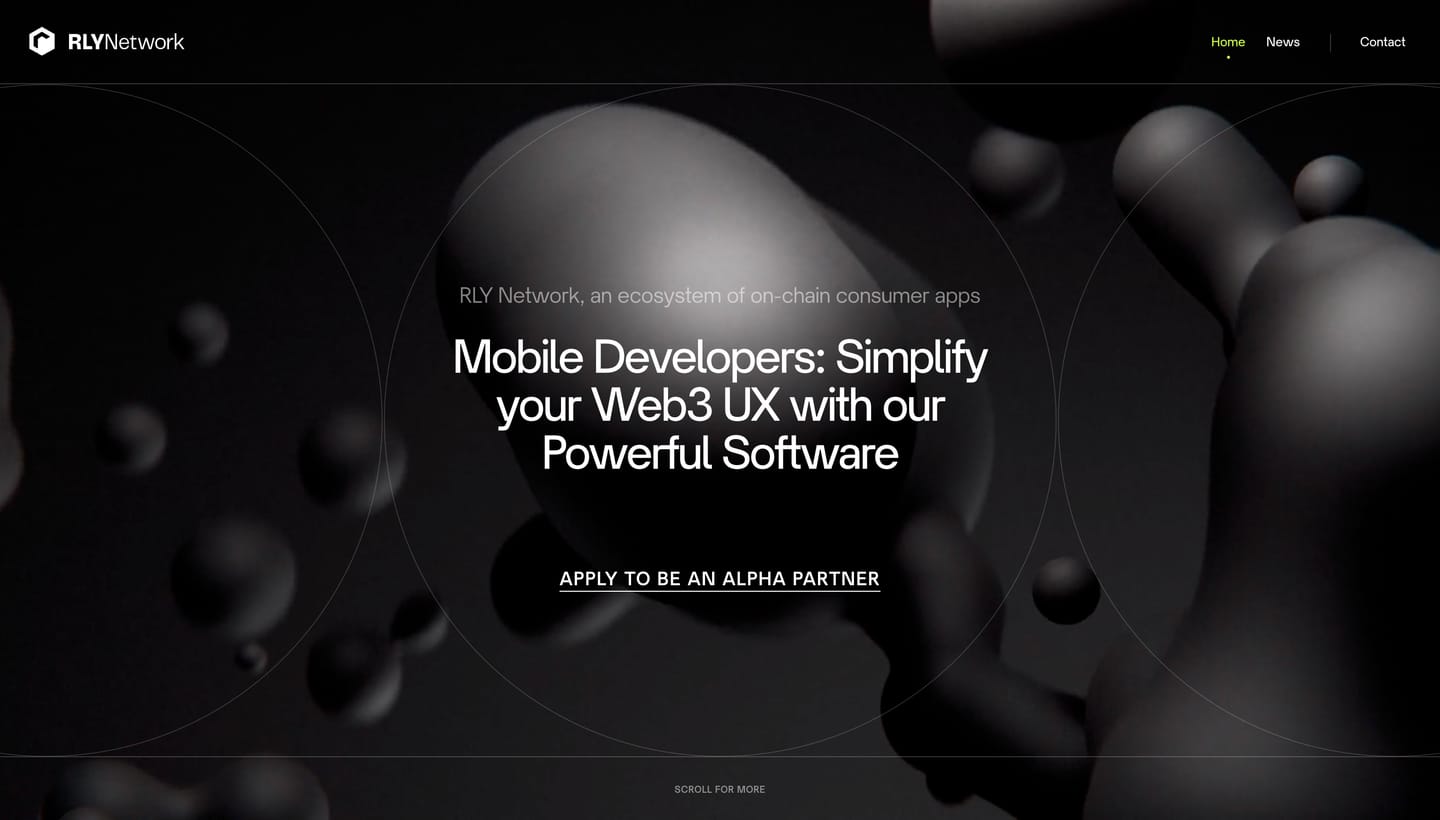 RLYNetwork
Home News Contact
RLY Network, an ecosystem of on-chain consumer apps
Mobile Developers: Simplify
your Web3 UX with our
Powerful Software
APPLY TO BE AN ALPHA PARTNER
SCROLL FOR MORE